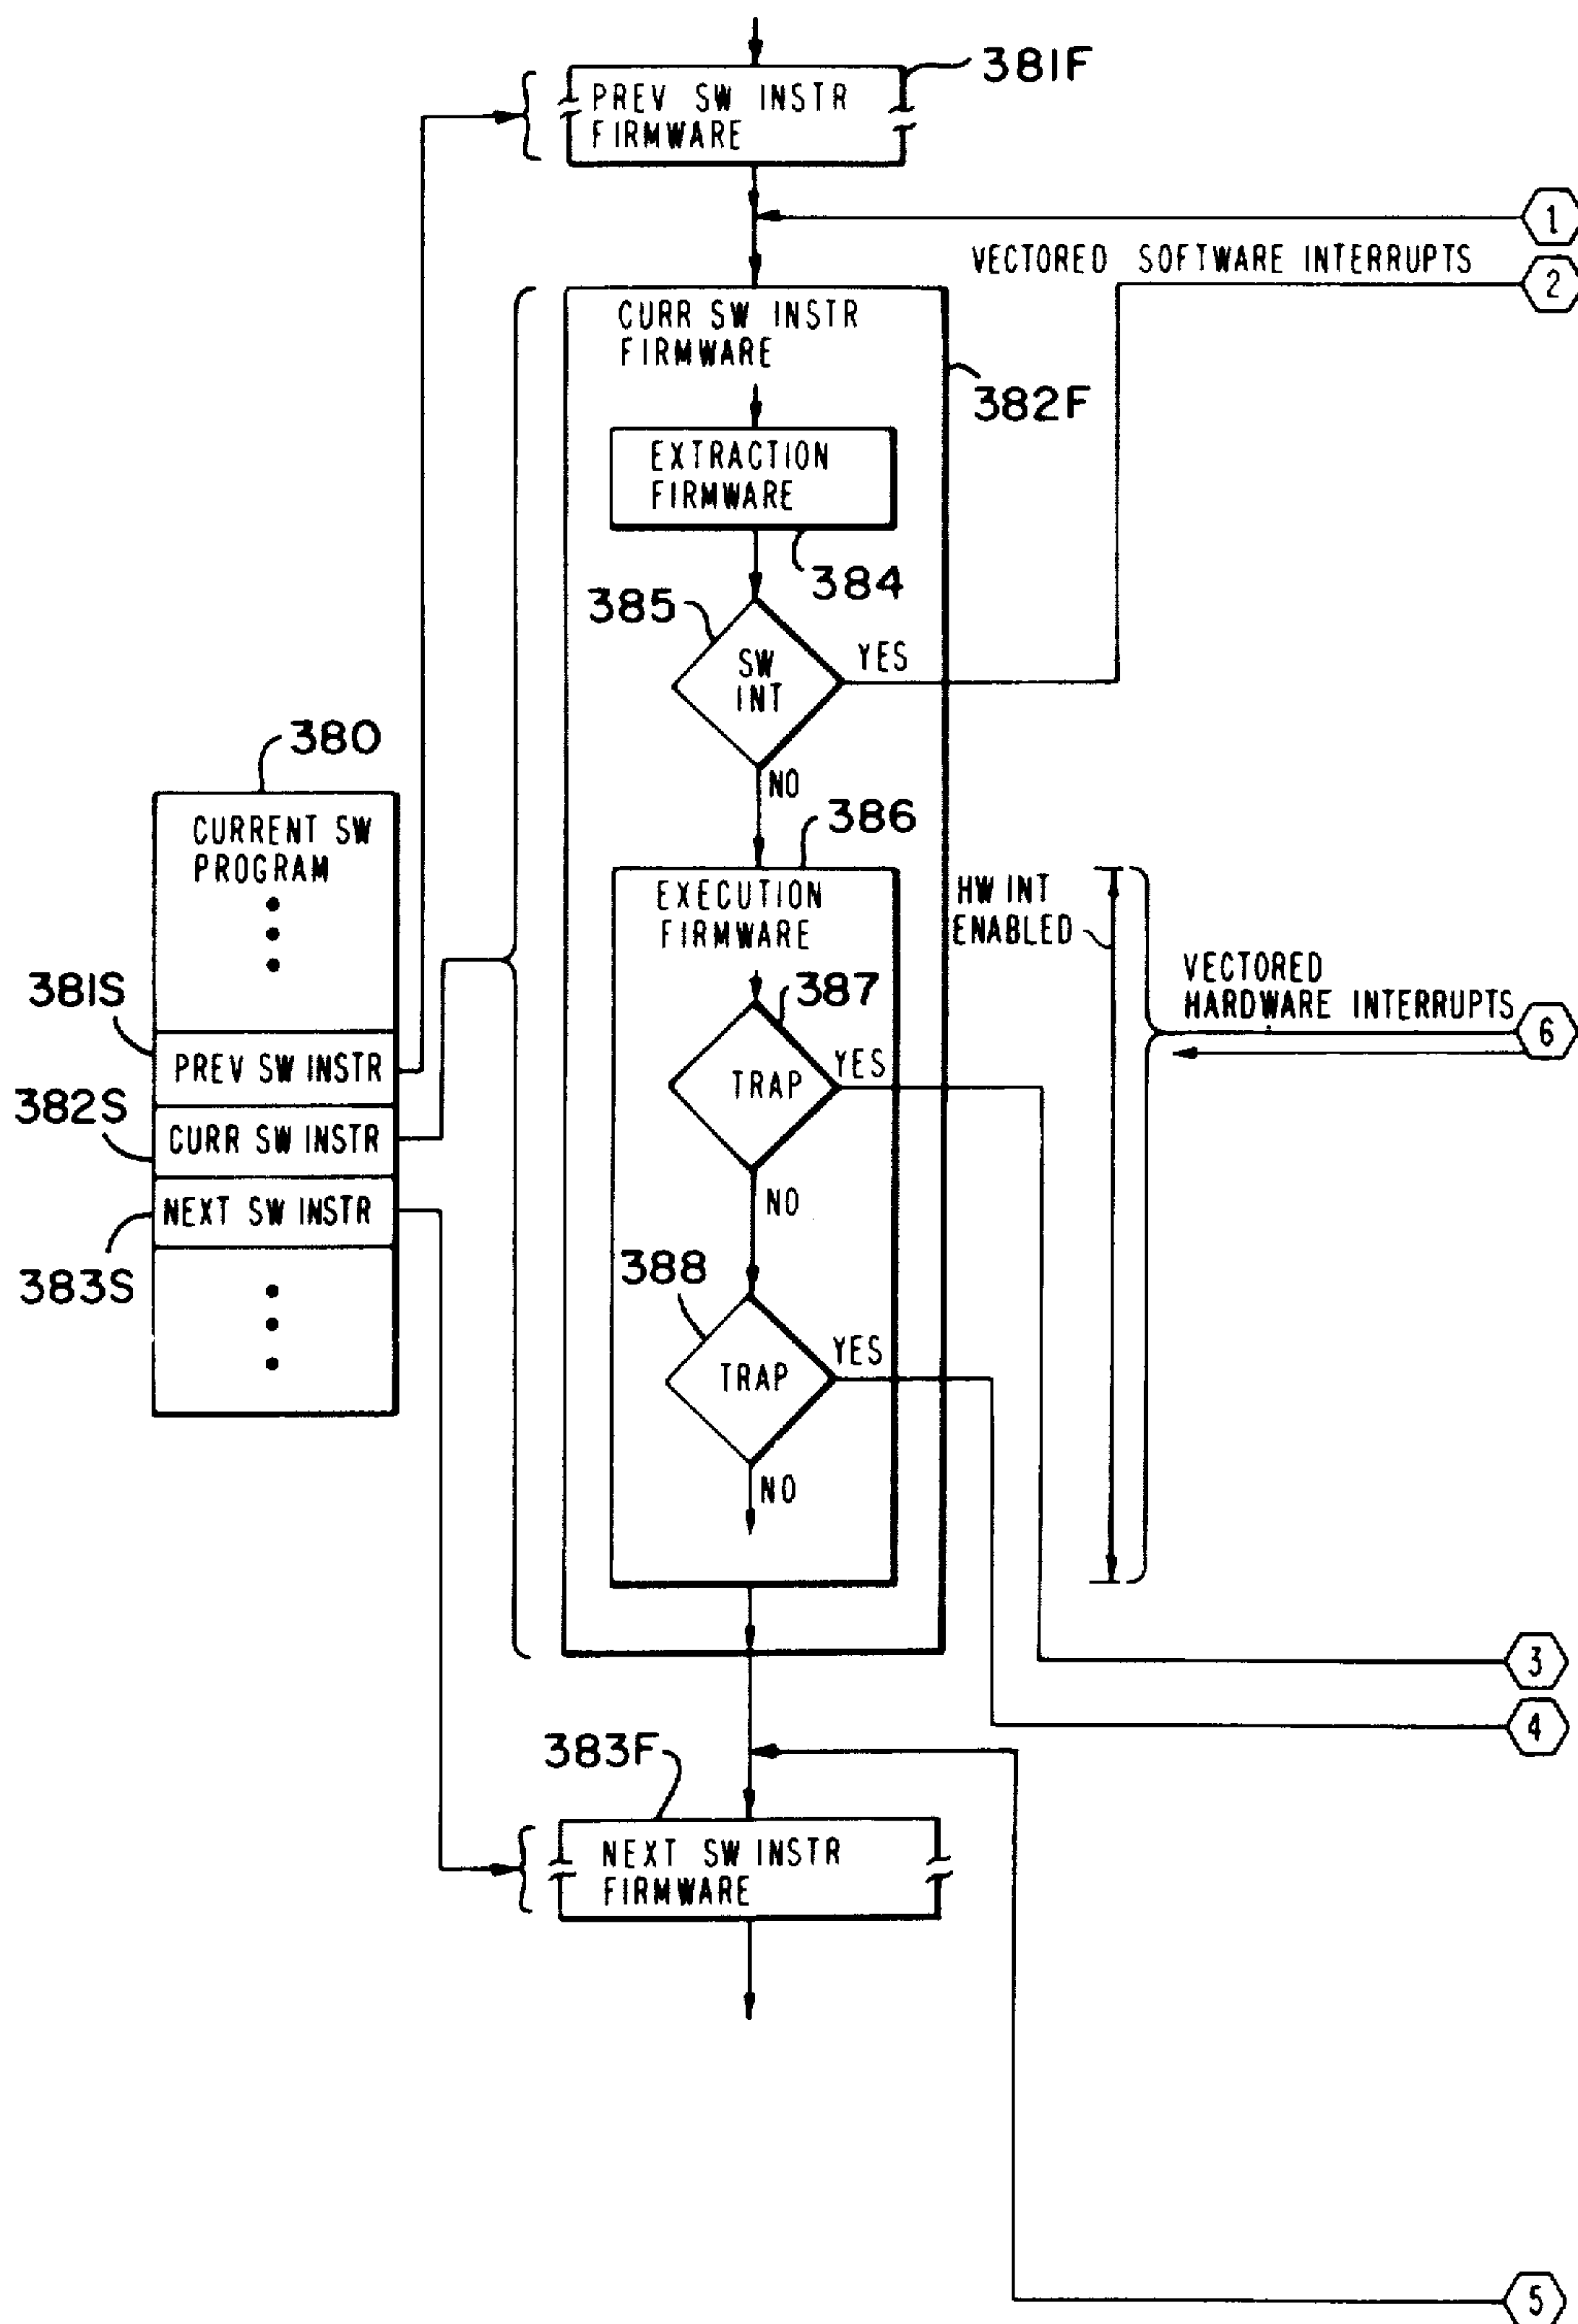 381F
PREV SW INSTR
FIRMWARE
1
VECTORED SOFTWARE INTERRUPTS
2
CURR SW INSTR
FIRMWARE
382F
EXTRACTION
FIRMWARE
384
385
SW
INT
YES
NO
380
CURRENT SW
PROGRAM
381S
PREV SW INSTR
382S
CURR SW INSTR
NEXT SW INSTR
383S
386
EXECUTION
FIRMWARE
HW INT
ENABLED
VECTORED
HARDWARE INTERRUPTS
6
387
TRAP
YES
NO
388
TRAP
YES
NO
3
4
383F
NEXT SW INSTR
FIRMWARE
5